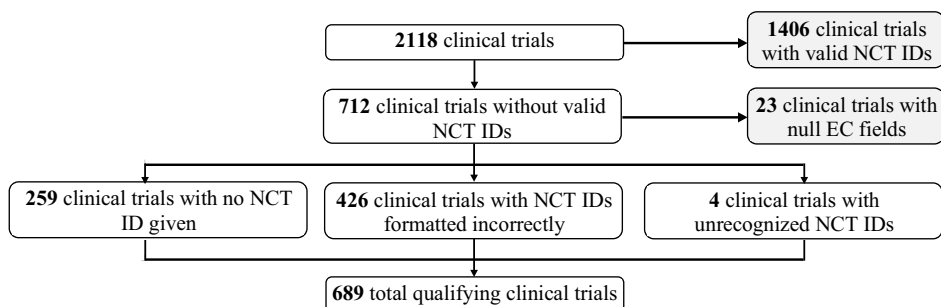 2118 clinical trials
1406 clinical trials
with valid NCT IDs
712 clinical trials without valid
NCT IDs
23 clinical trials with
null EC fields
259 clinical trials with no NCT
ID given
426 clinical trials with NCT IDs
formatted incorrectly
4 clinical trials with
unrecognized NCT IDs
689 total qualifying clinical trials